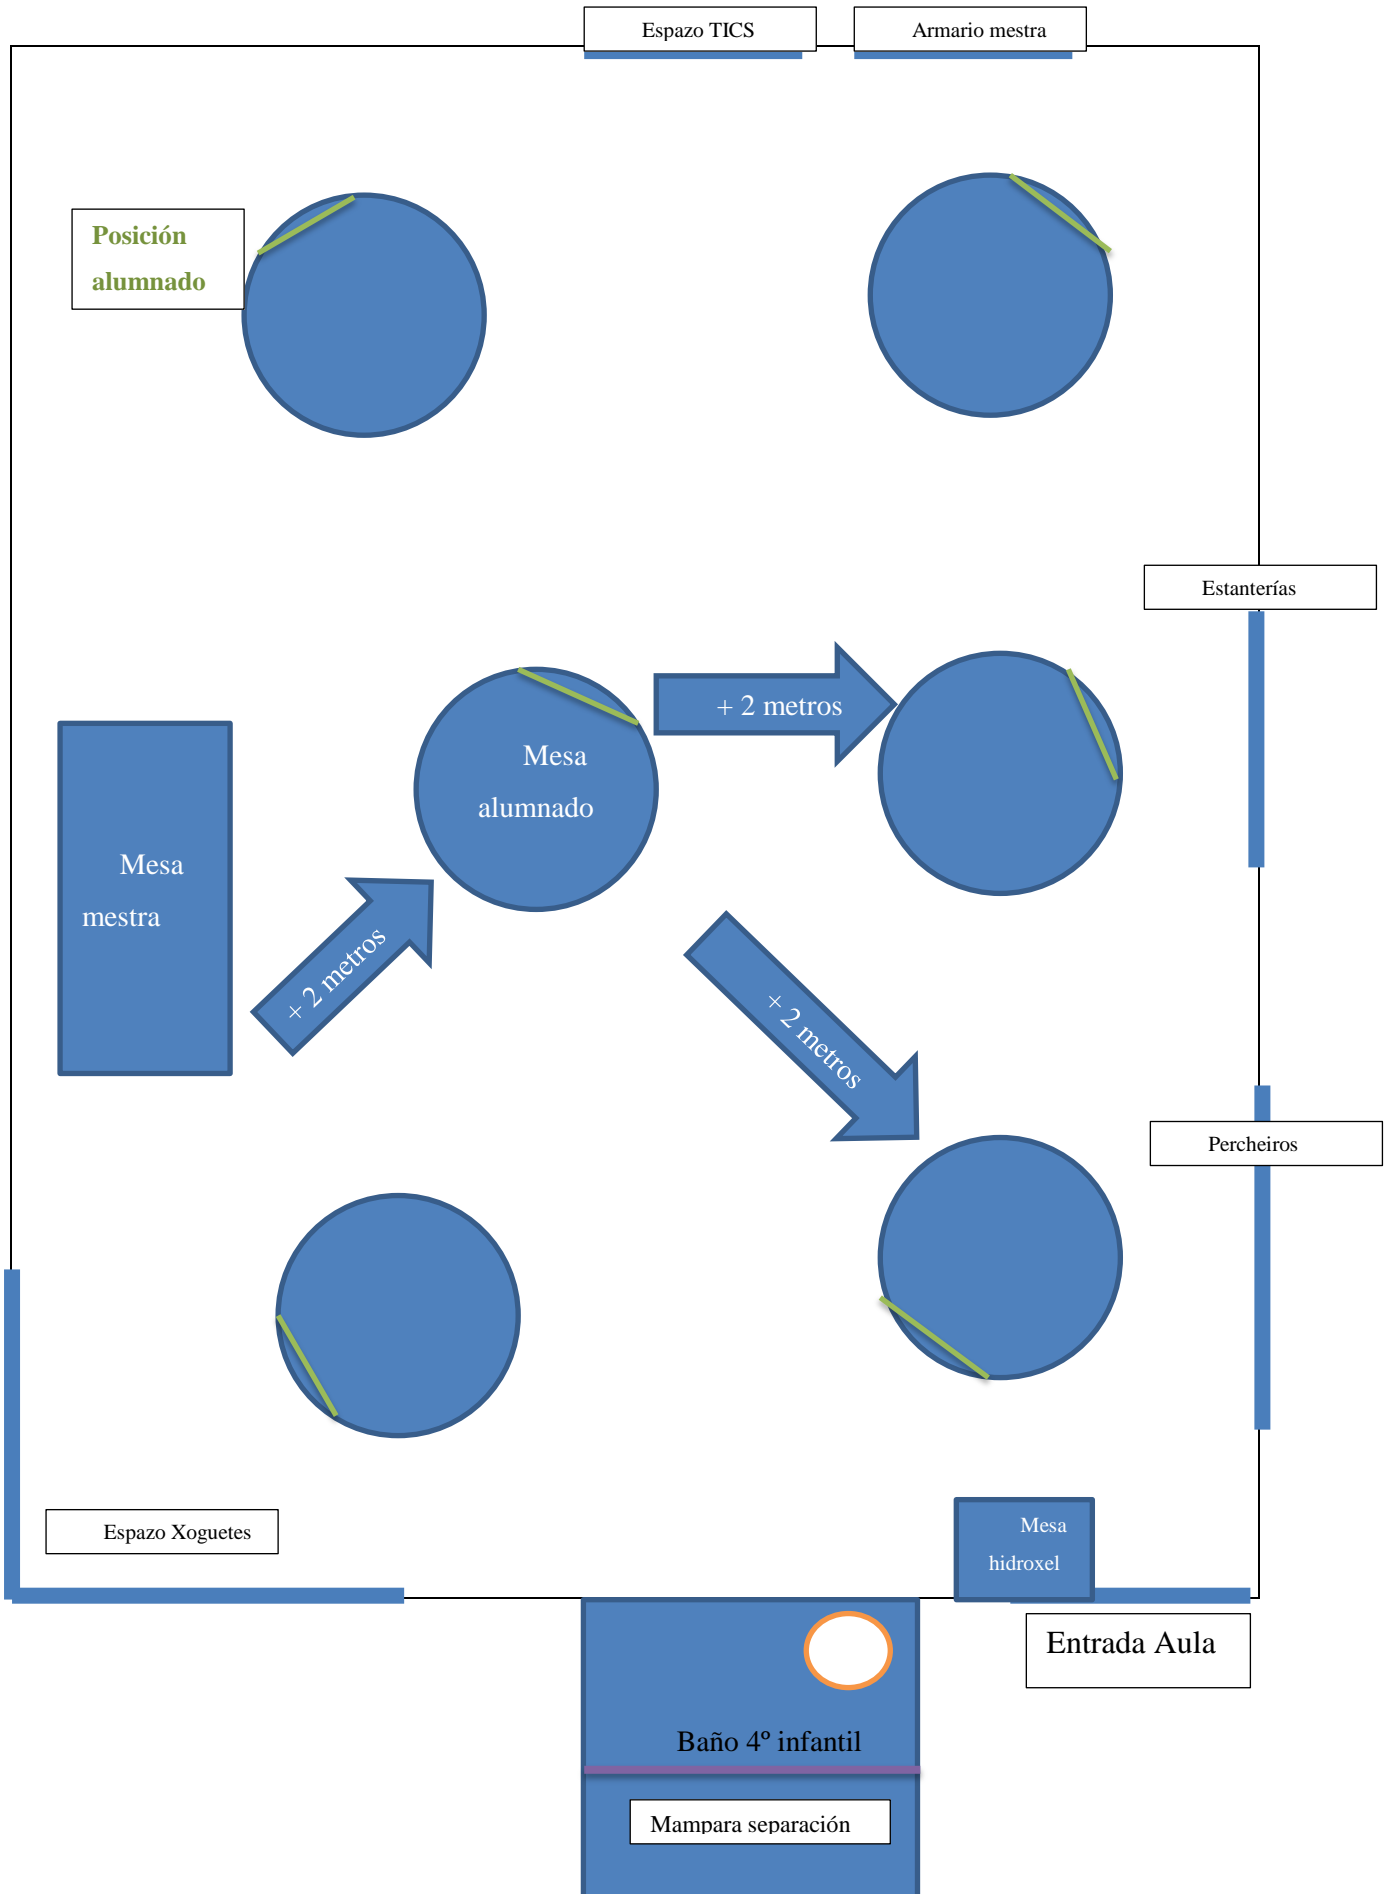 Espazo TICS
Armario mestra
Posición
alumnado
Estanterías
+ 2 metros
Mesa
alumnado
Mesa
mestra
+ 2 metros
+ 2 metros
Percheiros
Espazo Xoguetes
Mesa
hidroxel
Entrada Aula
Baño 4º infantil
Mampara separación